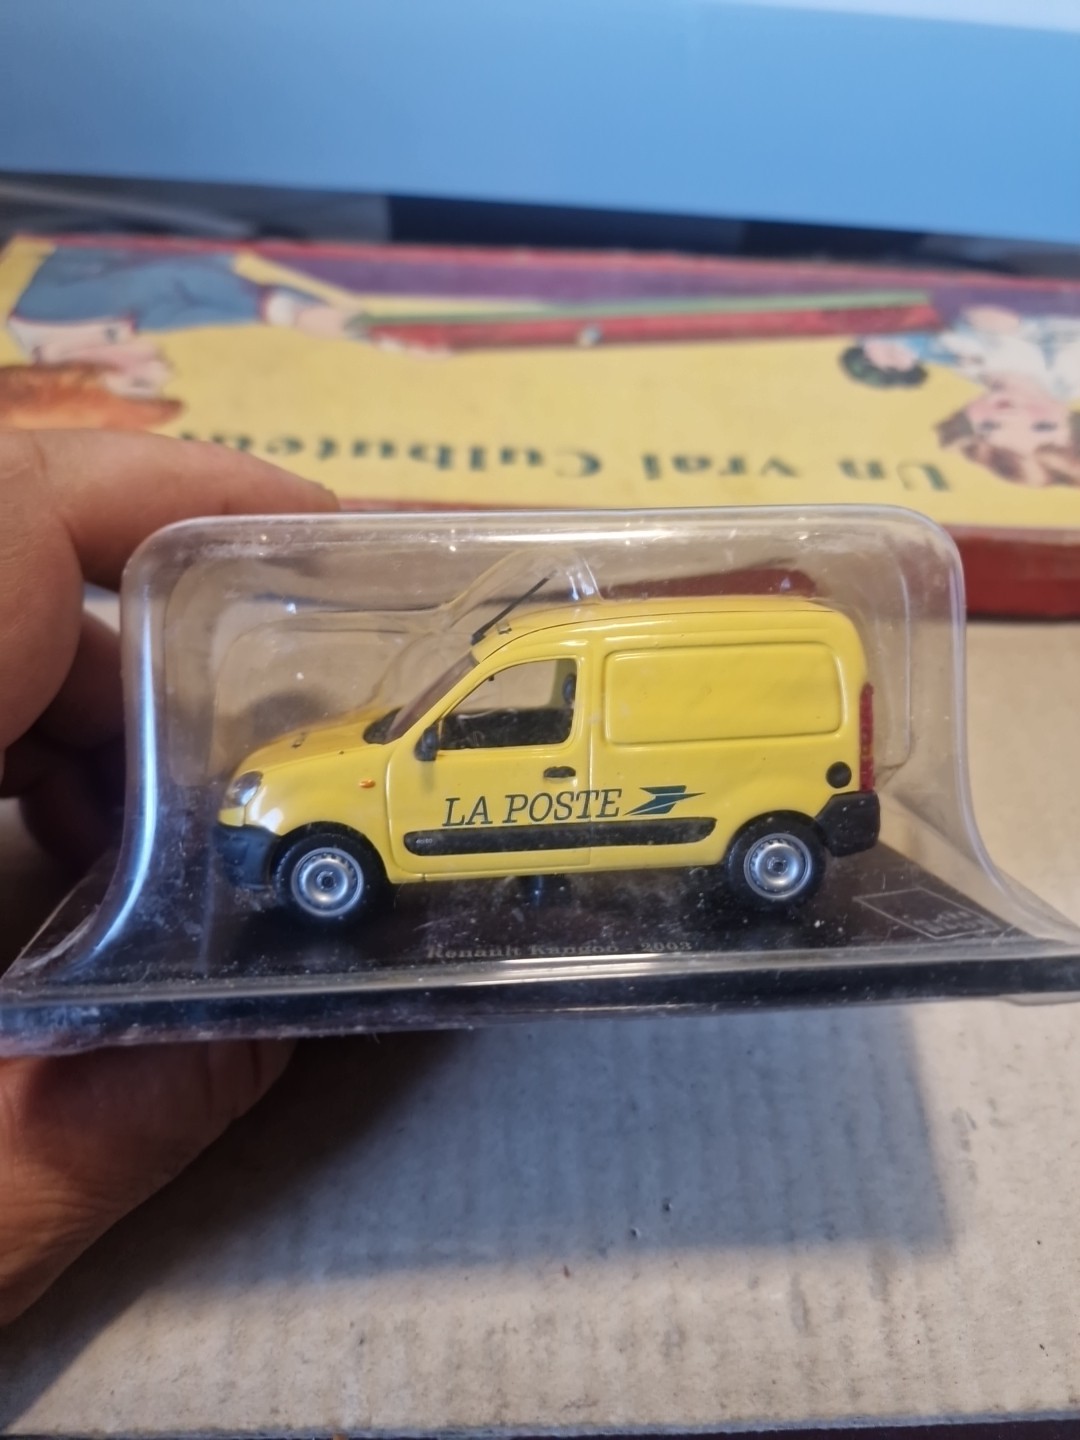 Un vrai Culbuteur
LA POSTE
Renault Kangoo - 2003